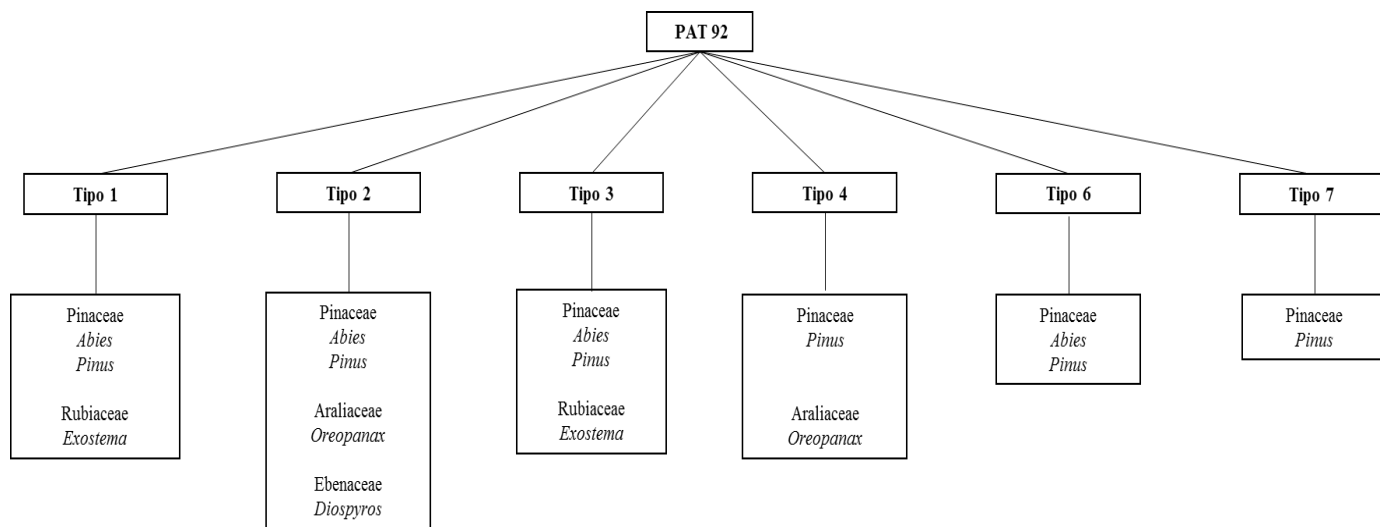 PAT 92
Tipo 1
Tipo 2
Tipo 3
Tipo 4
Tipo 6
Tipo 7
Pinaceae
Abies
Pinus
Rubiaceae
Exostema
Pinaceae
Abies
Pinus
Araliaceae
Oreopanax
Ebenaceae
Diospyros
Pinaceae
Abies
Pinus
Rubiaceae
Exostema
Pinaceae
Pinus
Araliaceae
Oreopanax
Pinaceae
Abies
Pinus
Pinaceae
Pinus